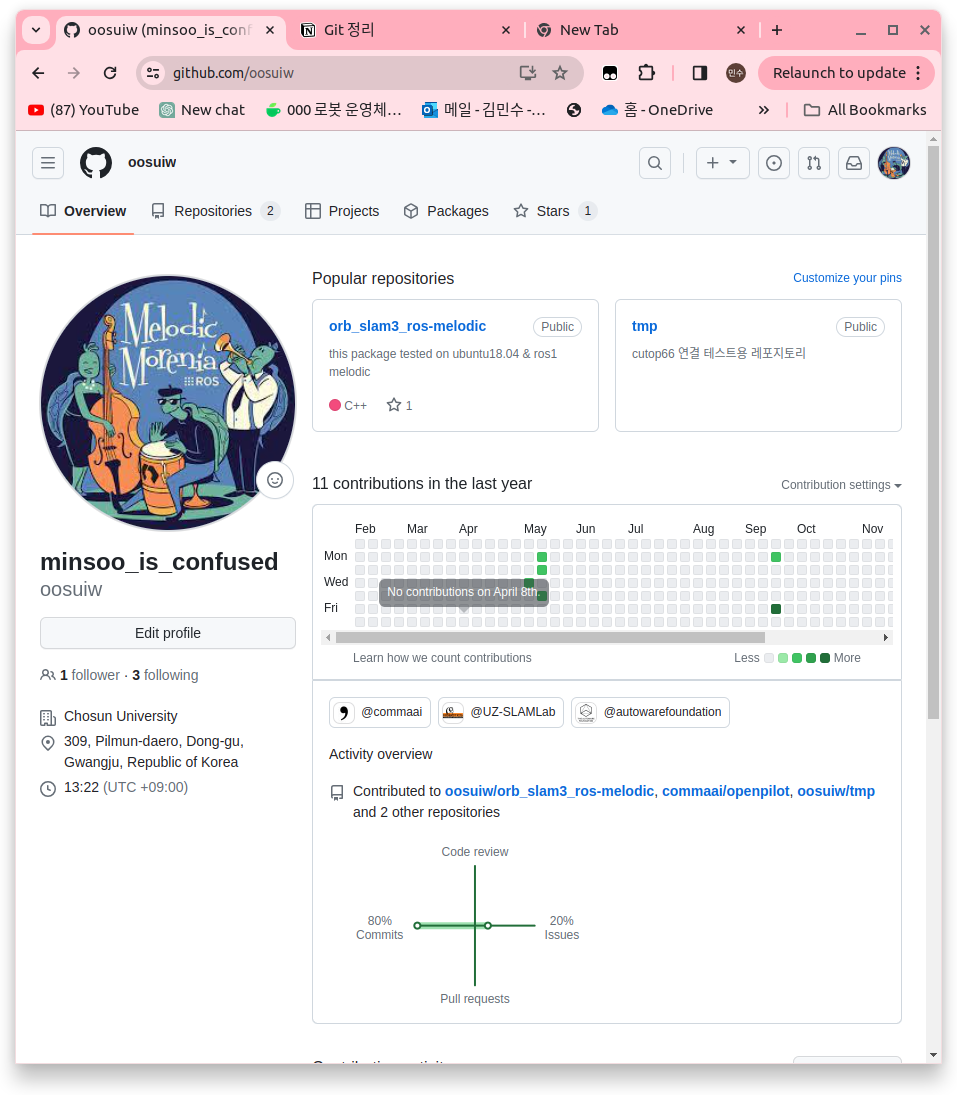 oosuiw (minsoo_is_conf
Git 정리
New Tab
github.com/oosuiw
민수
Relaunch to update
(87) YouTube
New chat
000 로봇 운영체…
메일 - 김민수 -…
홈 - OneDrive
All Bookmarks
oosuiw
Overview
Repositories 2
Projects
Packages
Stars 1
Melodic
Morenia
ROS
minsoo_is_confused
oosuiw
Edit profile
1 follower · 3 following
Chosun University
309, Pilmun-daero, Dong-gu,
Gwangju, Republic of Korea
13:22 (UTC +09:00)
Popular repositories
Customize your pins
orb_slam3_ros-melodic
Public
this package tested on ubuntu18.04 & ros1
melodic
C++
1
tmp
Public
cutop66 연결 테스트용 레포지토리
11 contributions in the last year
Contribution settings
Feb Mar Apr May Jun Jul Aug Sep Oct Nov
Mon
Wed
No contributions on April 8th.
Fri
Learn how we count contributions
Less
More
@commaai
@UZ-SLAMLab
@autowarefoundation
Activity overview
Contributed to oosuiw/orb_slam3_ros-melodic, commaai/openpilot, oosuiw/tmp
and 2 other repositories
Code review
80%
Commits
20%
Issues
Pull requests